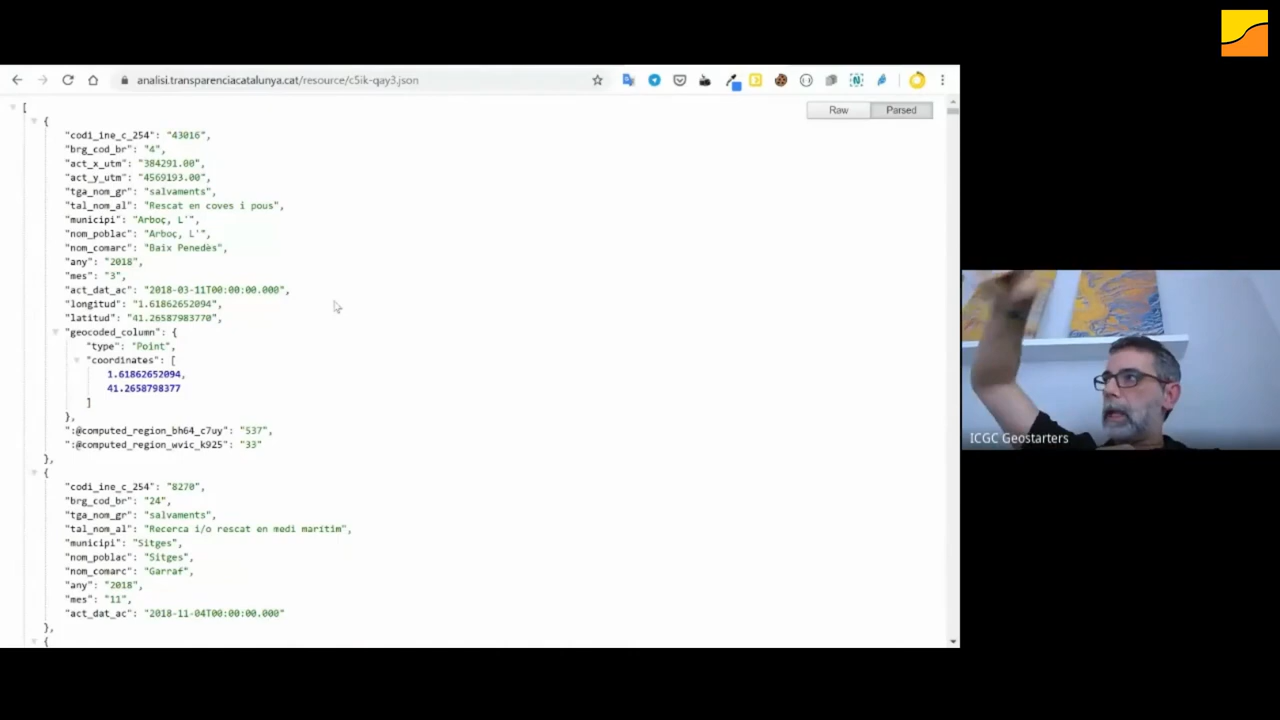 analisi.transparenciacatalunya.cat/resource/c5ik-qay3.json
Raw
Parsed
[
{
"codi_ine_c_254": "43016",
"brg_cod_br": "4",
"act_x_utm": "384291.00",
"act_y_utm": "4569193.00",
"tga_nom_gr": "salvaments",
"tal_nom_al": "Rescat en coves i pous",
"municipi": "Arboç, L'",
"nom_poblac": "Arboç, L'",
"nom_comarc": "Baix Penedès",
"any": "2018",
"mes": "3",
"act_dat_ac": "2018-03-11T00:00:00.000",
"longitud": "1.61862652094",
"latitud": "41.26587983770",
"geocoded_column": {
"type": "Point",
"coordinates": [
1.61862652094,
41.2658798377
]
},
":@computed_region_bh64_c7uy": "537",
":@computed_region_wvic_k925": "33"
},
{
"codi_ine_c_254": "8270",
"brg_cod_br": "24",
"tga_nom_gr": "salvaments",
"tal_nom_al": "Recerca i/o rescat en medi marítim",
"municipi": "Sitges",
"nom_poblac": "Sitges",
"nom_comarc": "Garraf",
"any": "2018",
"mes": "11",
"act_dat_ac": "2018-11-04T00:00:00.000"
},
{
ICGC Geostarters